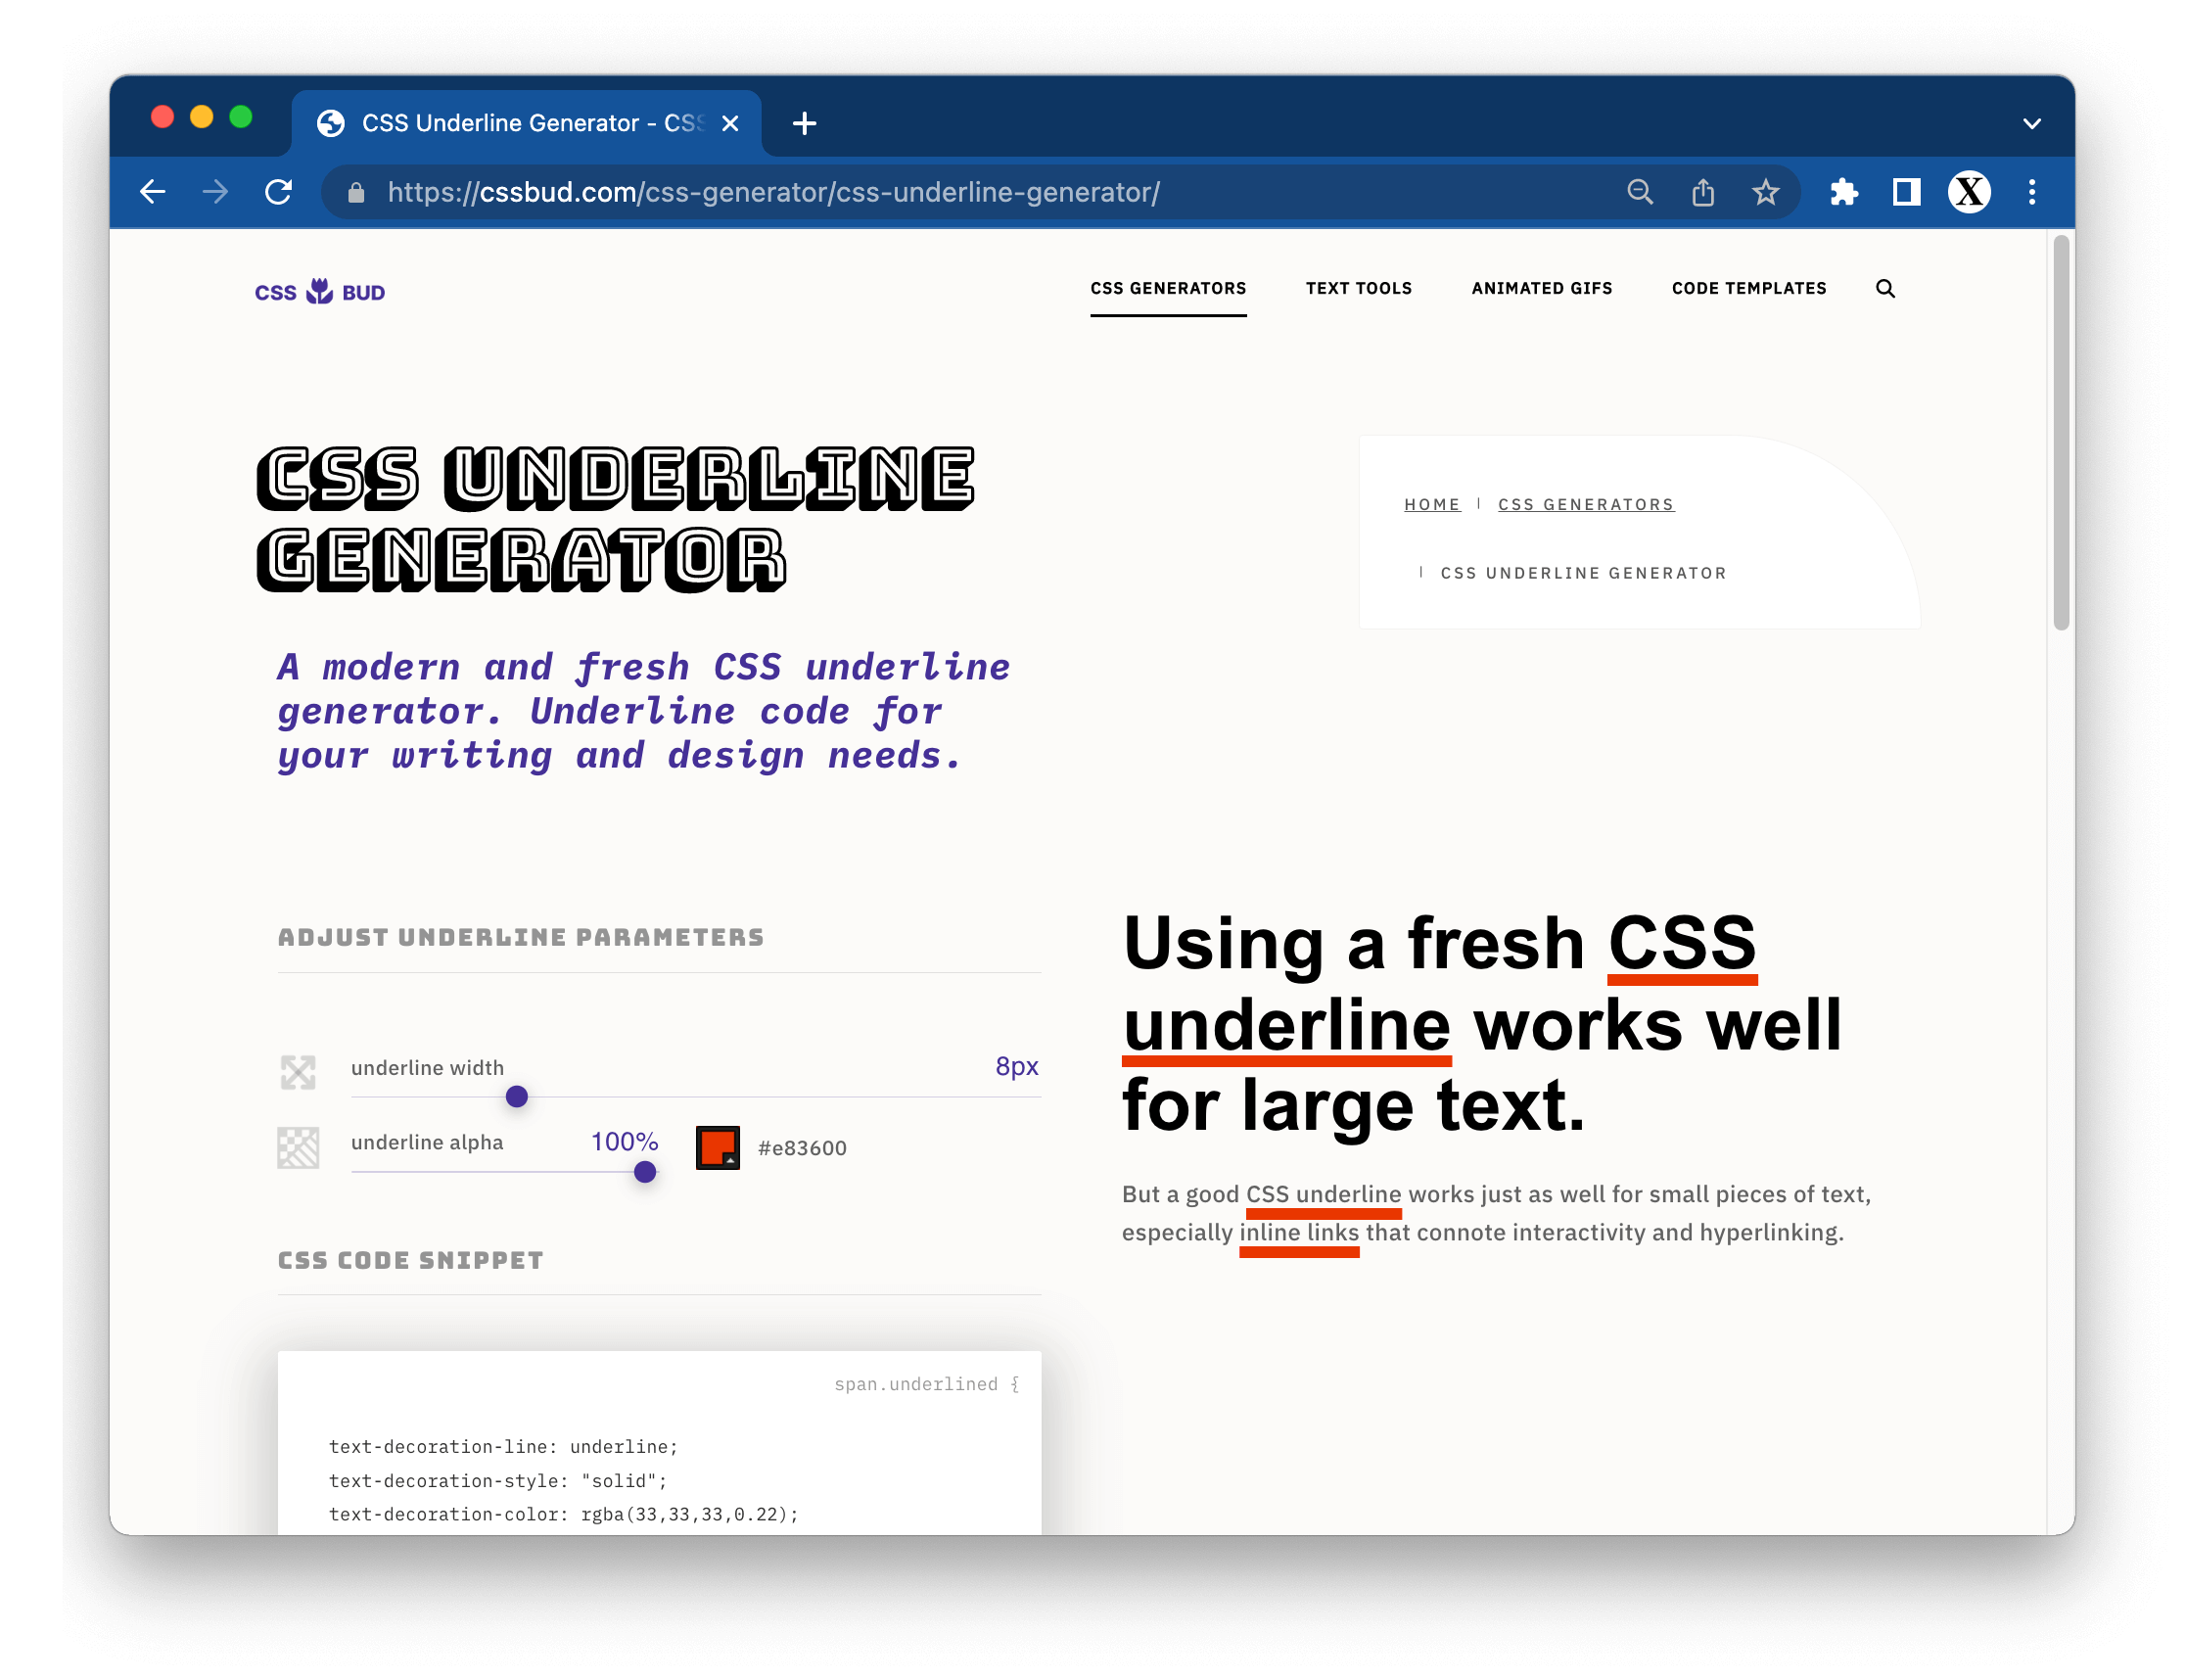 CSS Underline Generator - CSS
https://cssbud.com/css-generator/css-underline-generator/
X
CSS BUD
CSS GENERATORS TEXT TOOLS ANIMATED GIFS CODE TEMPLATES
CSS UNDERLINE
GENERATOR
HOME | CSS GENERATORS
| CSS UNDERLINE GENERATOR
A modern and fresh CSS underline
generator. Underline code for
your writing and design needs.
ADJUST UNDERLINE PARAMETERS
underline width 8px
underline alpha 100% #e83600
CSS CODE SNIPPET
span.underlined {
text-decoration-line: underline;
text-decoration-style: "solid";
text-decoration-color: rgba(33,33,33,0.22);
Using a fresh CSS
underline works well
for large text.
But a good CSS underline works just as well for small pieces of text,
especially inline links that connote interactivity and hyperlinking.